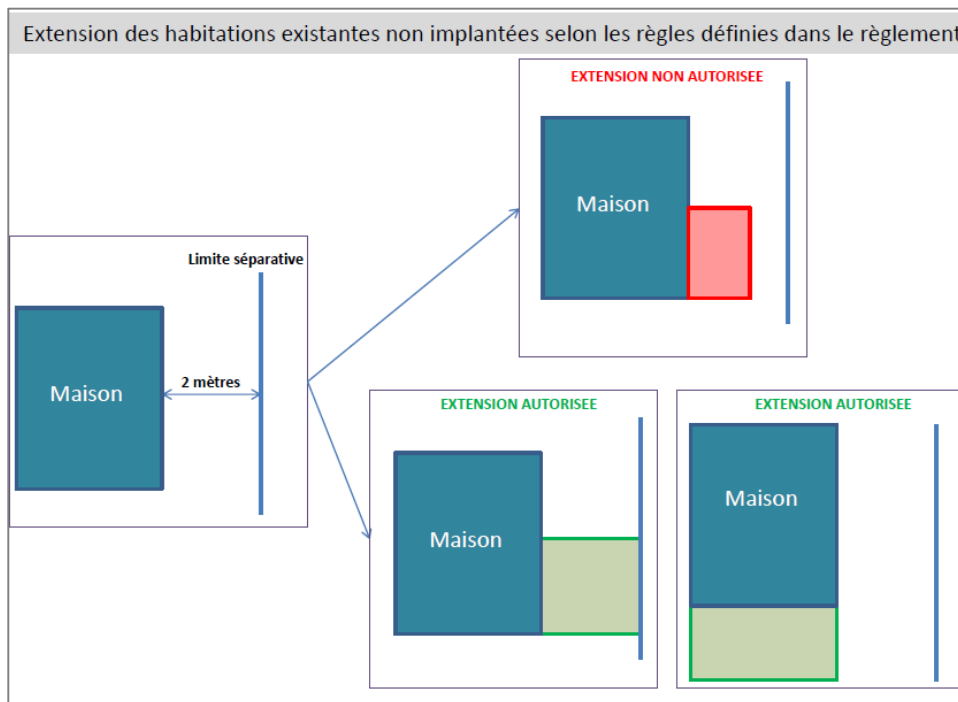 Extension des habitations existantes non implantées selon les règles définies dans le règlement
EXTENSION NON AUTORISEE
Maison
Limite séparative
2 mètres
Maison
EXTENSION AUTORISEE
Maison
EXTENSION AUTORISEE
Maison